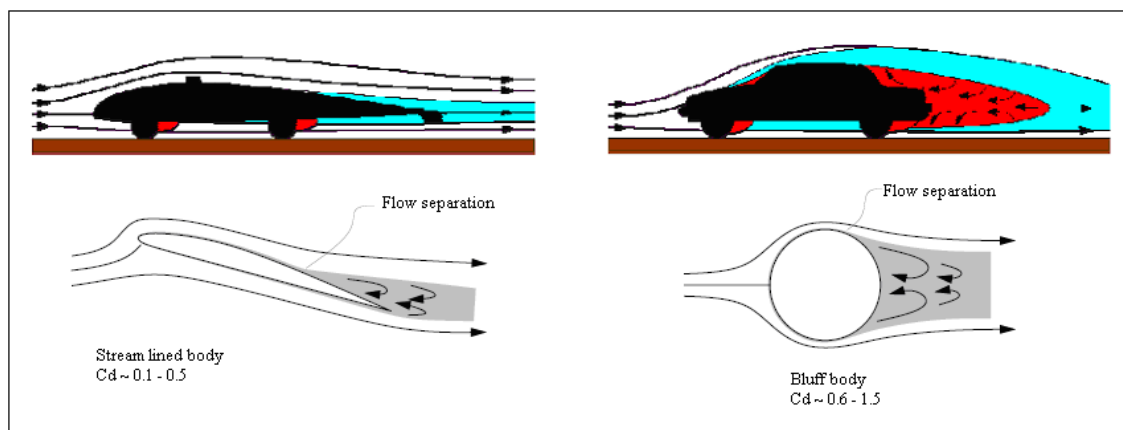 Flow separation
Flow separation
Stream lined body
Cd ~ 0.1 - 0.5
Bluff body
Cd ~ 0.6 - 1.5